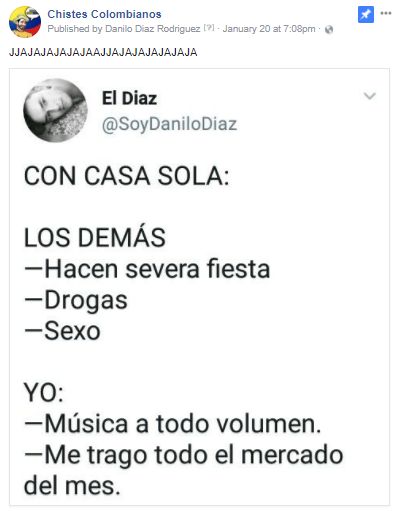 Chistes Colombianos
Published by Danilo Diaz Rodriguez [?] · January 20 at 7:08pm ·
JJAJAJAJAJAJAAJJAJAJAJAJAJAJA
El Diaz
@SoyDaniloDiaz
CON CASA SOLA:
LOS DEMÁS
—Hacen severa fiesta
—Drogas
—Sexo
YO:
—Música a todo volumen.
—Me trago todo el mercado
del mes.